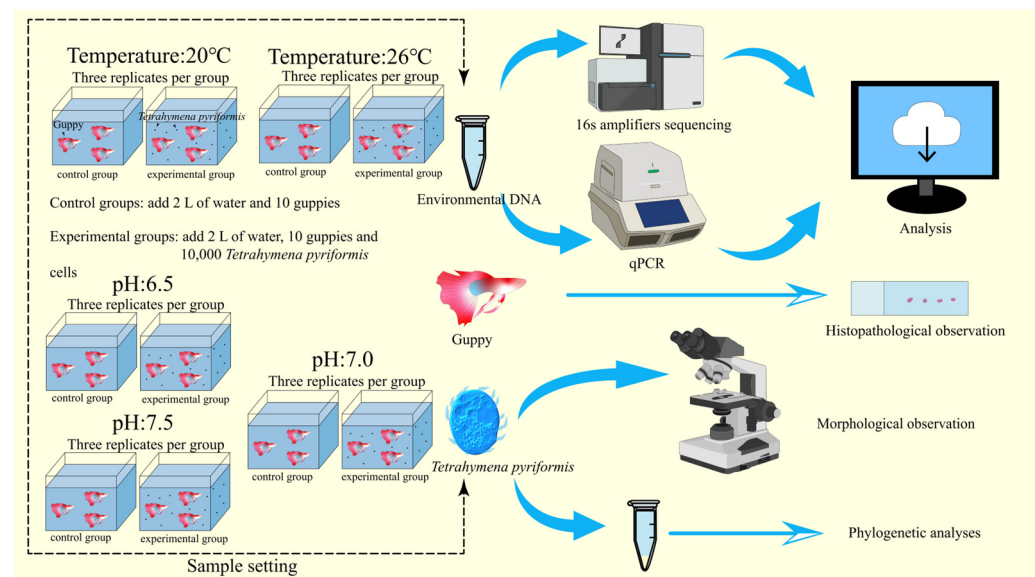 Temperature:20℃
Three replicates per group
Guppy
Tetrahymena pyriformis
control group
experimental group
Temperature:26℃
Three replicates per group
control group
experimental group
Control groups: add 2 L of water and 10 guppies
Experimental groups: add 2 L of water, 10 guppies and
10,000 Tetrahymena pyriformis
cells
pH:6.5
Three replicates per group
control group
experimental group
pH:7.0
Three replicates per group
control group
experimental group
pH:7.5
Three replicates per group
control group
experimental group
Sample setting
Environmental DNA
16s amplifiers sequencing
qPCR
Analysis
Guppy
Histopathological observation
Tetrahymena pyriformis
Morphological observation
Phylogenetic analyses